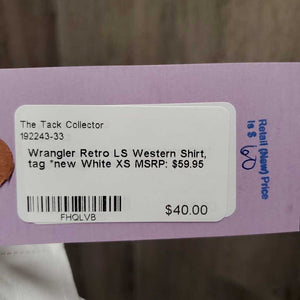 The Tack Collector
192243-33
Wrangler Retro LS Western Shirt,
tag *new White XS MSRP: $59.95
FHQLVB
$40.00
Retail (New) Price
is $ 60